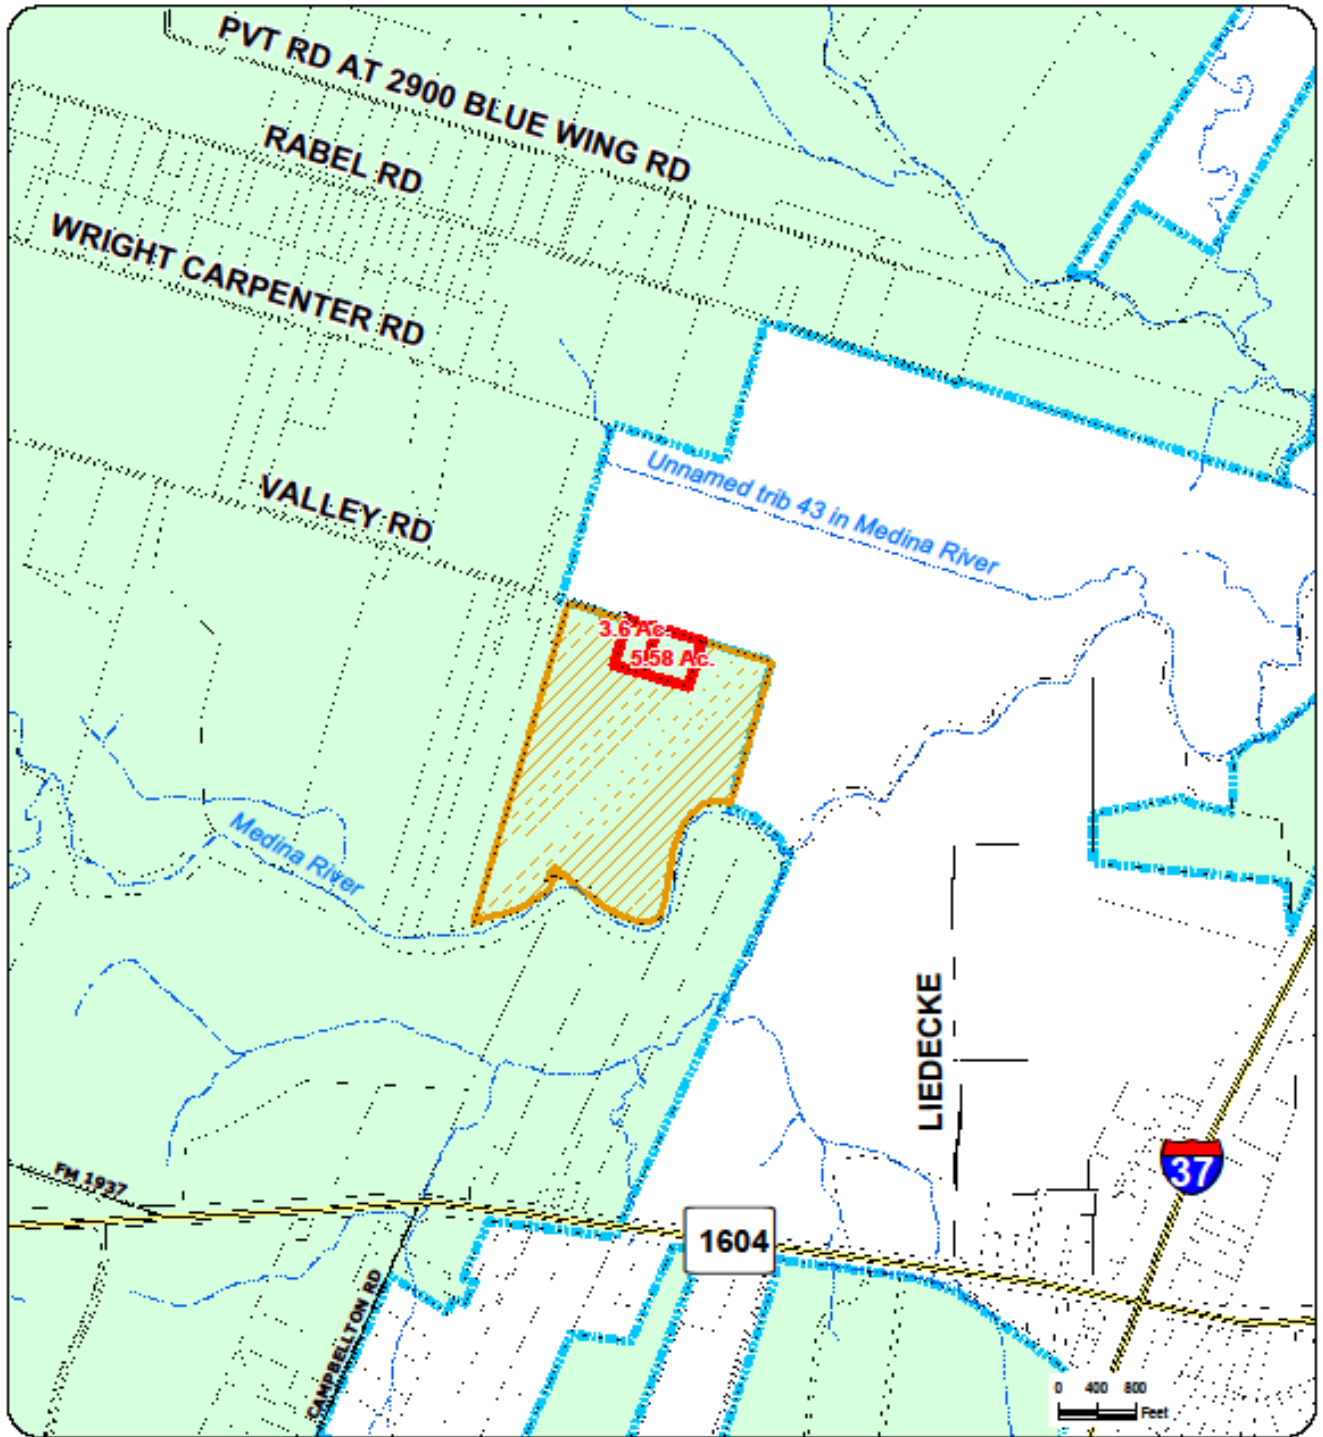 PVT RD AT 2900 BLUE WING RD
RABEL RD
WRIGHT CARPENTER RD
VALLEY RD
Unnamed trib 43 in Medina River
3.6 Ac.
5.58 Ac.
Medina River
LIEDECKE
FM 1937
37
1604
CAMPBELLTON RD
0 400 800
Feet